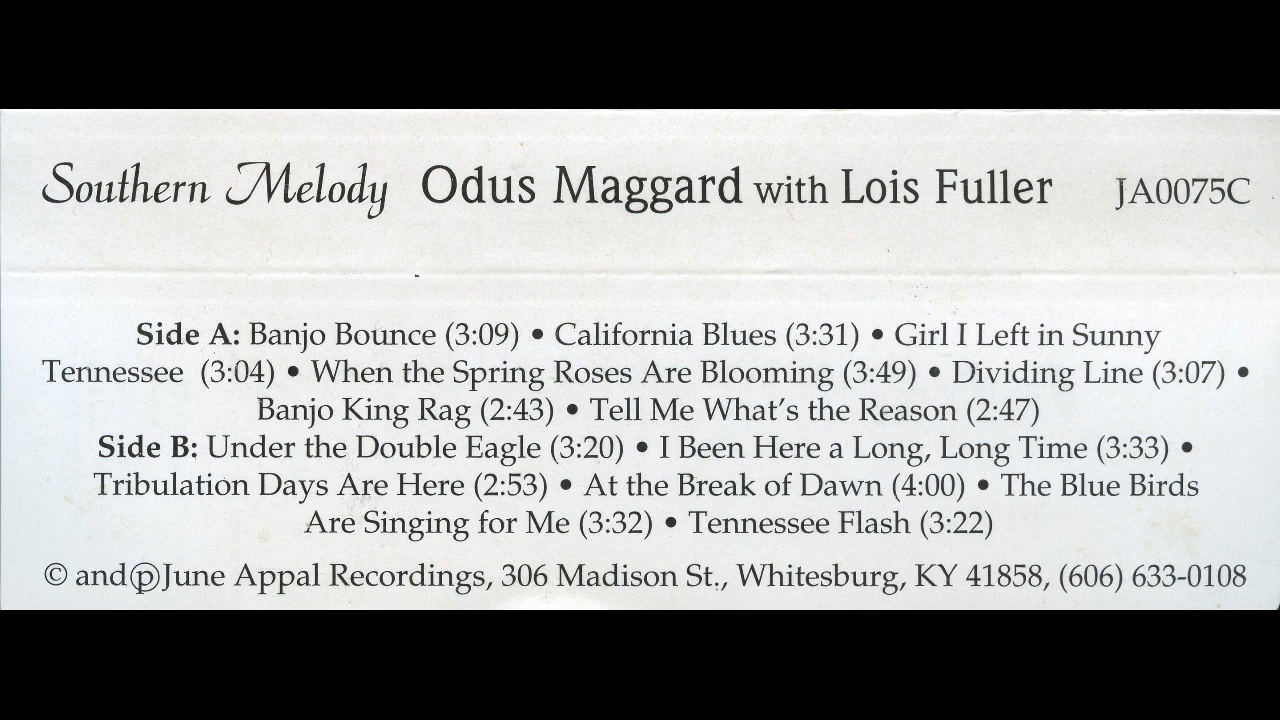 Southern Melody Odus Maggard with Lois Fuller JA0075C
Side A: Banjo Bounce (3:09) • California Blues (3:31) • Girl I Left in Sunny
Tennessee (3:04) • When the Spring Roses Are Blooming (3:49) • Dividing Line (3:07) •
Banjo King Rag (2:43) • Tell Me What's the Reason (2:47)
Side B: Under the Double Eagle (3:20) • I Been Here a Long, Long Time (3:33) •
Tribulation Days Are Here (2:53) • At the Break of Dawn (4:00) • The Blue Birds
Are Singing for Me (3:32) • Tennessee Flash (3:22)
© and ℗ June Appal Recordings, 306 Madison St., Whitesburg, KY 41858, (606) 633-0108